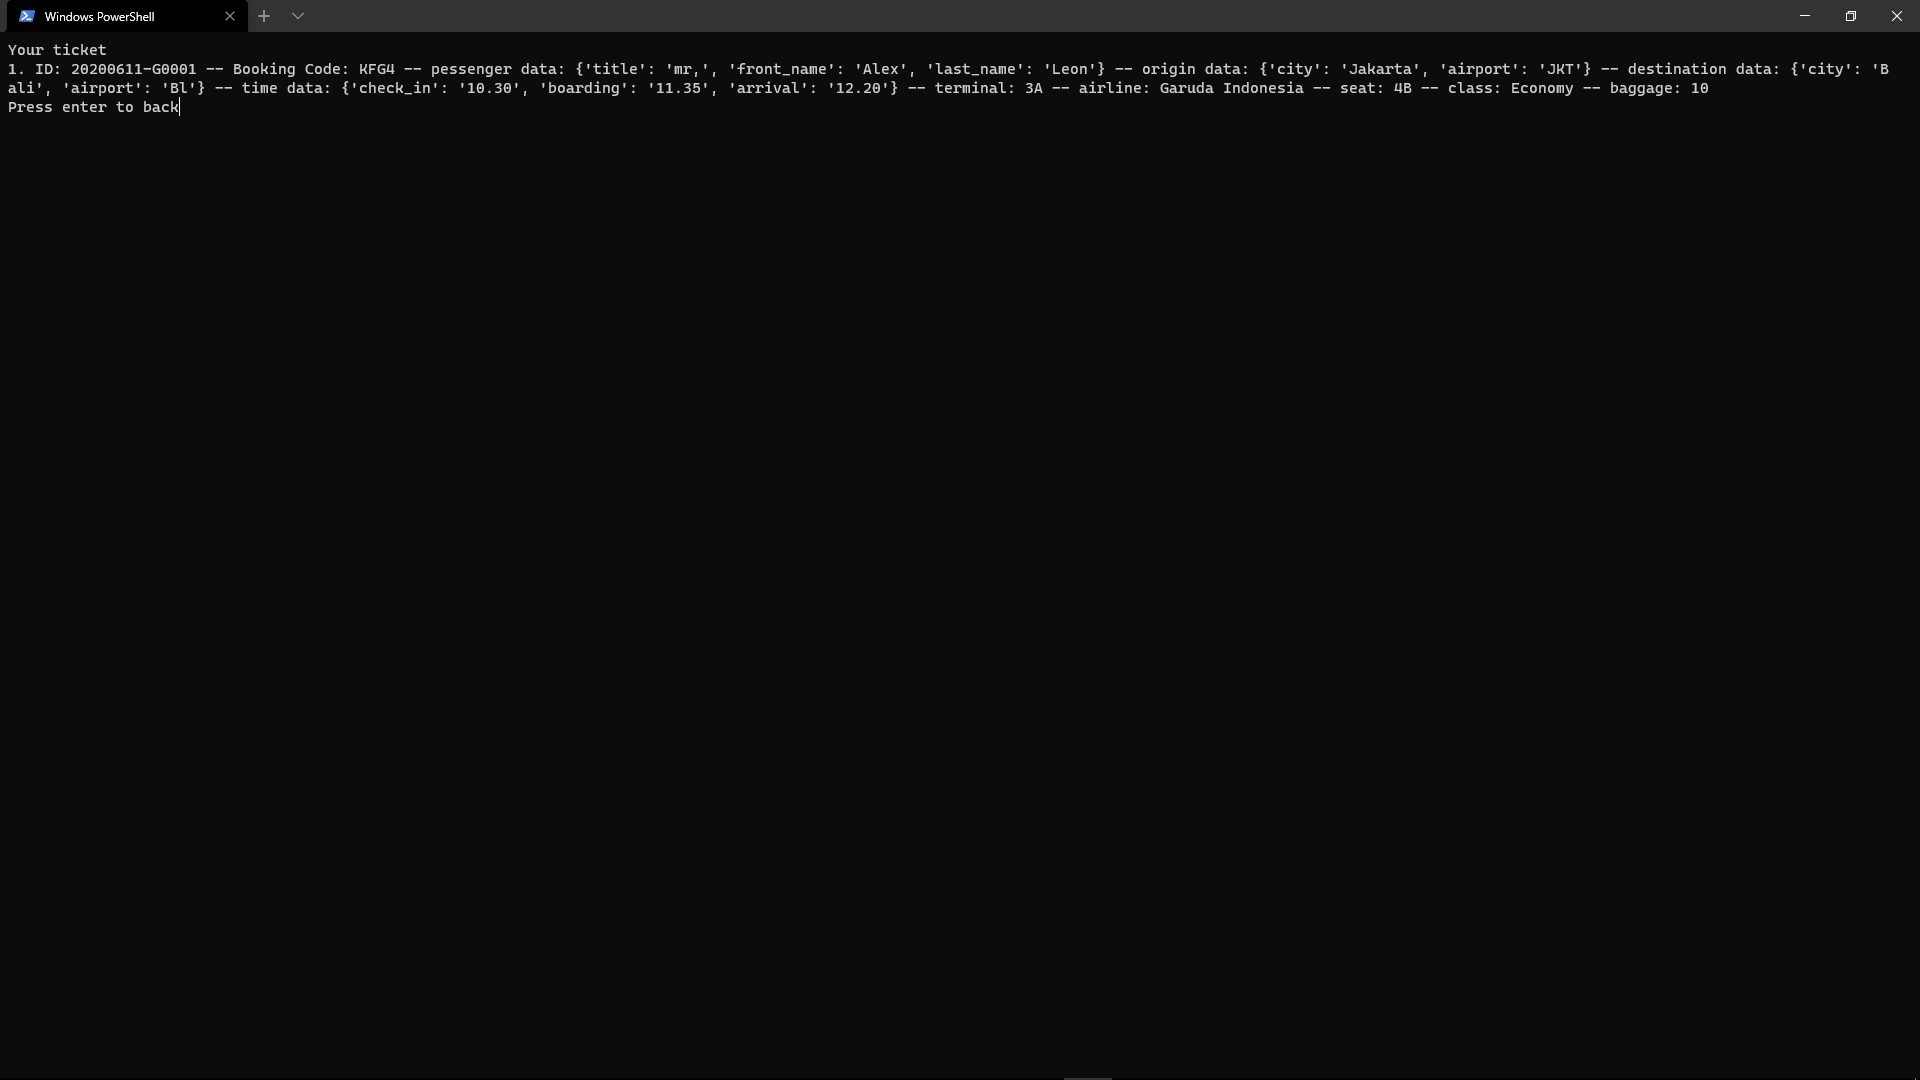 Windows PowerShell
Your ticket
1. ID: 20200611-G0001 -- Booking Code: KFG4 -- pessenger data: {'title': 'mr,', 'front_name': 'Alex', 'last_name': 'Leon'} -- origin data: {'city': 'Jakarta', 'airport': 'JKT'} -- destination data: {'city': 'B
ali', 'airport': 'Bl'} -- time data: {'check_in': '10.30', 'boarding': '11.35', 'arrival': '12.20'} -- terminal: 3A -- airline: Garuda Indonesia -- seat: 4B -- class: Economy -- baggage: 10
Press enter to back